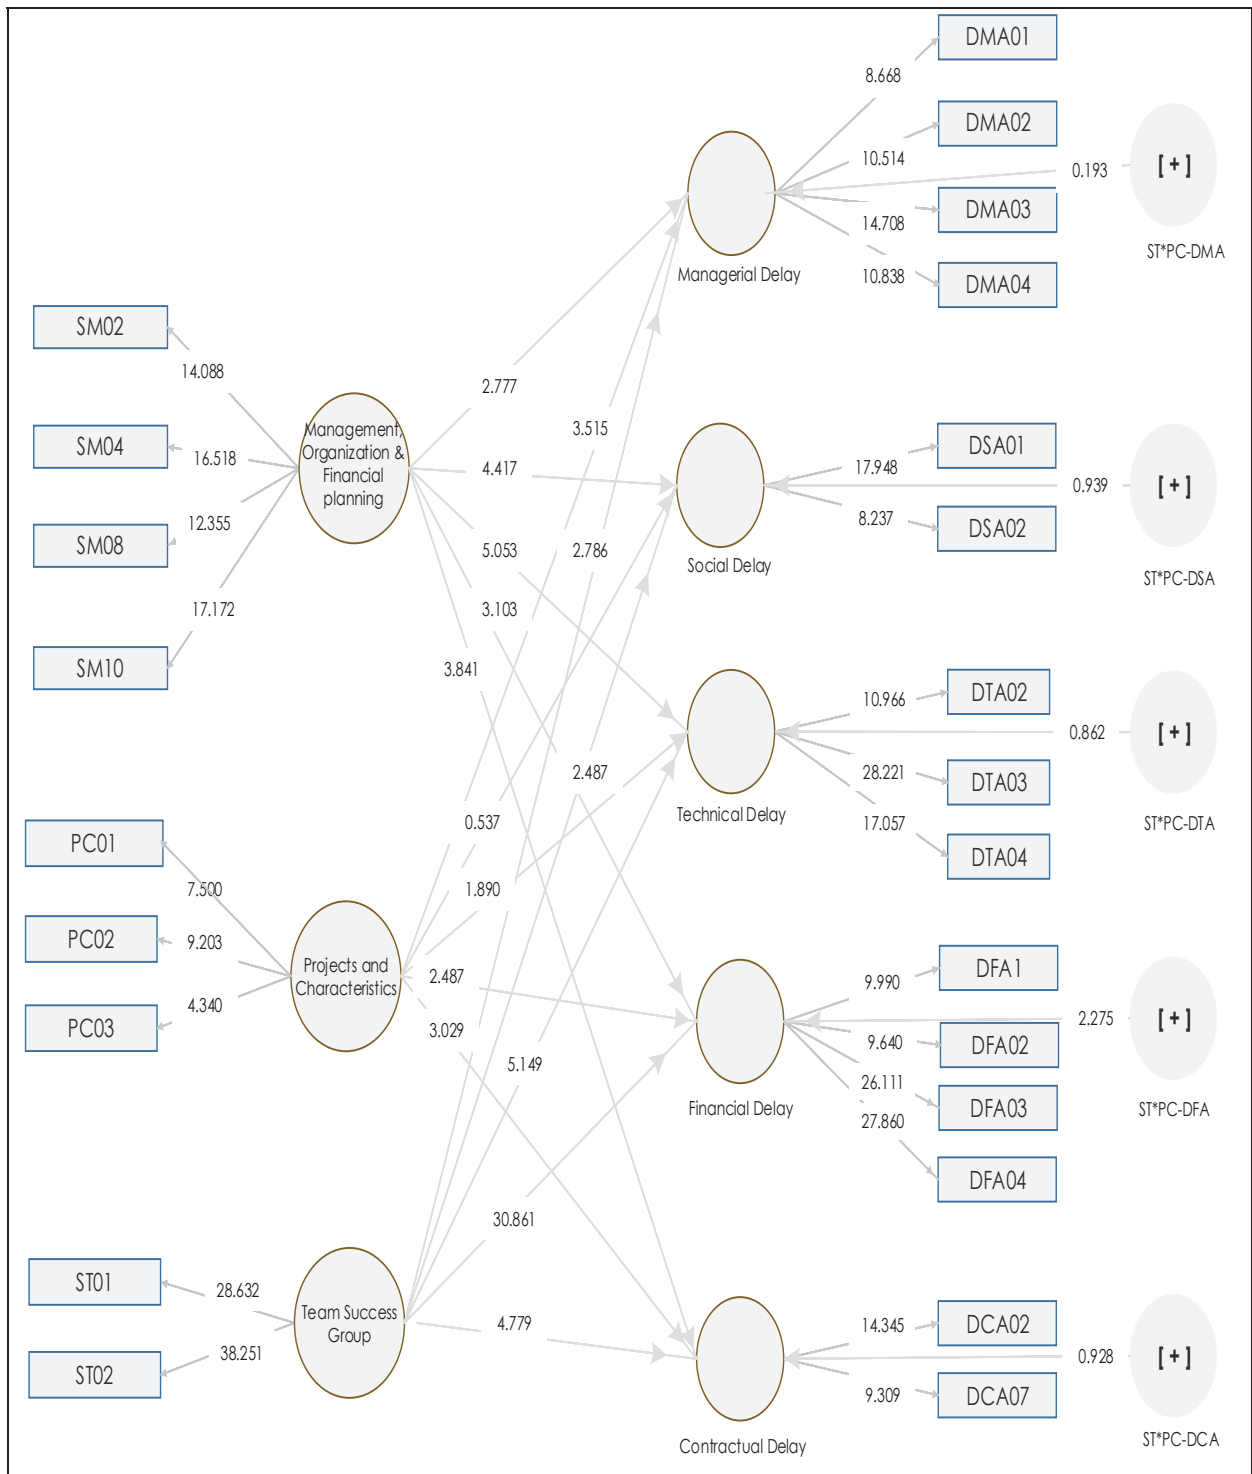 DMA01
8.668
DMA02
10.514
0.193
[+]
DMA03
14.708
ST*PC-DMA
Managerial Delay
10.838
DMA04
SM02
14.088
2.777
SM04
16.518
Management,
Organization &
Financial
planning
3.515
4.417
17.948
DSA01
0.939
[+]
SM08
12.355
5.053
2.786
8.237
DSA02
Social Delay
ST*PC-DSA
17.172
3.103
SM10
3.841
10.966
DTA02
0.862
[+]
2.487
28.221
DTA03
Technical Delay
17.057
ST*PC-DTA
DTA04
PC01
0.537
7.500
1.890
PC02
9.203
Projects and
Characteristics
2.487
9.990
DFA1
PC03
4.340
3.029
2.275
[+]
9.640
DFA02
5.149
26.111
DFA03
Financial Delay
27.860
ST*PC-DFA
DFA04
30.861
ST01
28.632
Team Success
Group
4.779
14.345
DCA02
ST02
38.251
0.928
[+]
9.309
DCA07
Contractual Delay
ST*PC-DCA